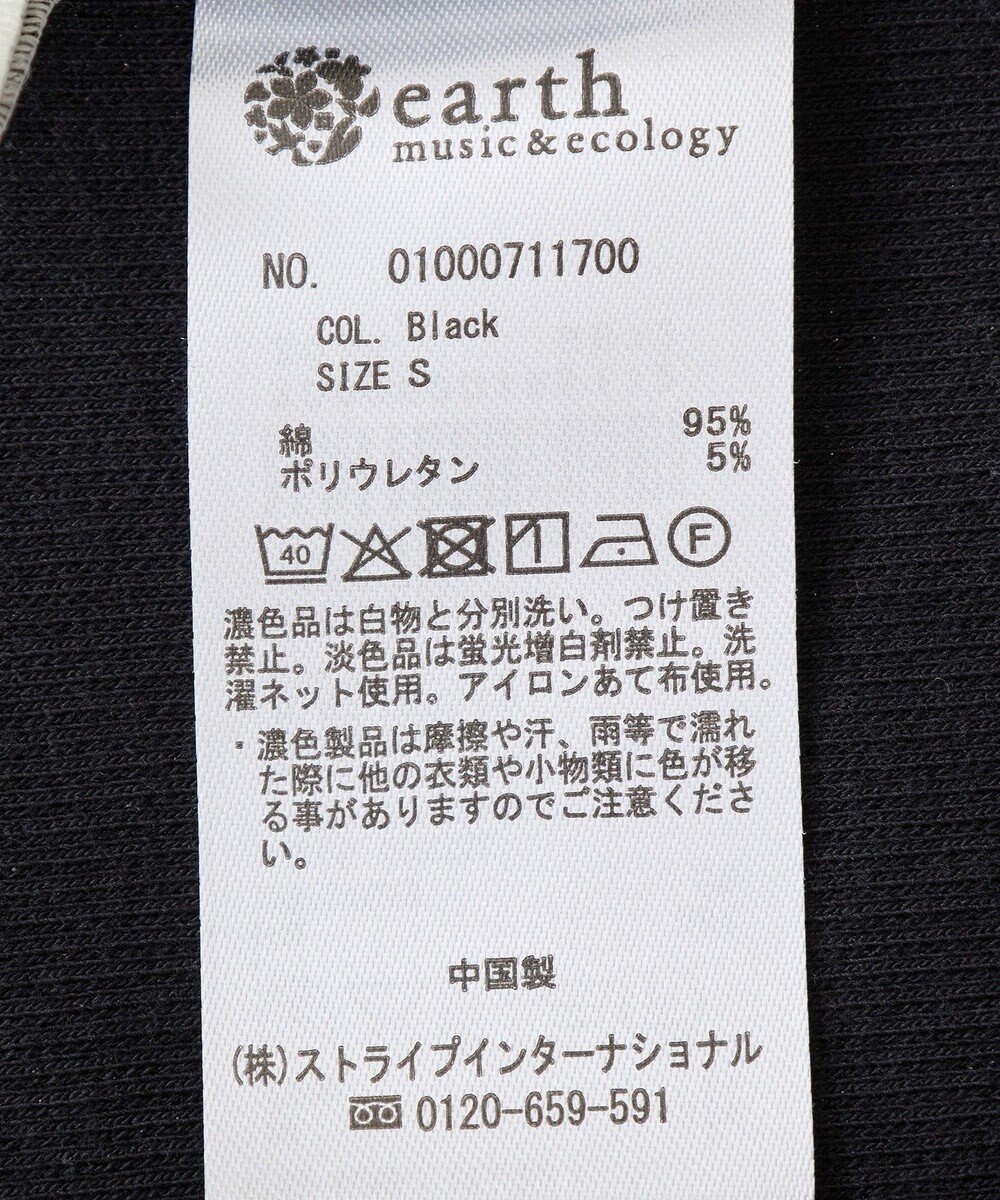 earth
music&ecology
NO. 01000711700
COL. Black
SIZE S
綿 95%
ポリウレタン 5%
40 F
濃色品は白物と分別洗い。つけ置き
禁止。淡色品は蛍光増白剤禁止。洗
濯ネット使用。アイロンあて布使用。
・濃色製品は摩擦や汗、雨等で濡れ
た際に他の衣類や小物類に色が移
る事がありますのでご注意くださ
い。
中国製
(株)ストライプインターナショナル
0120-659-591